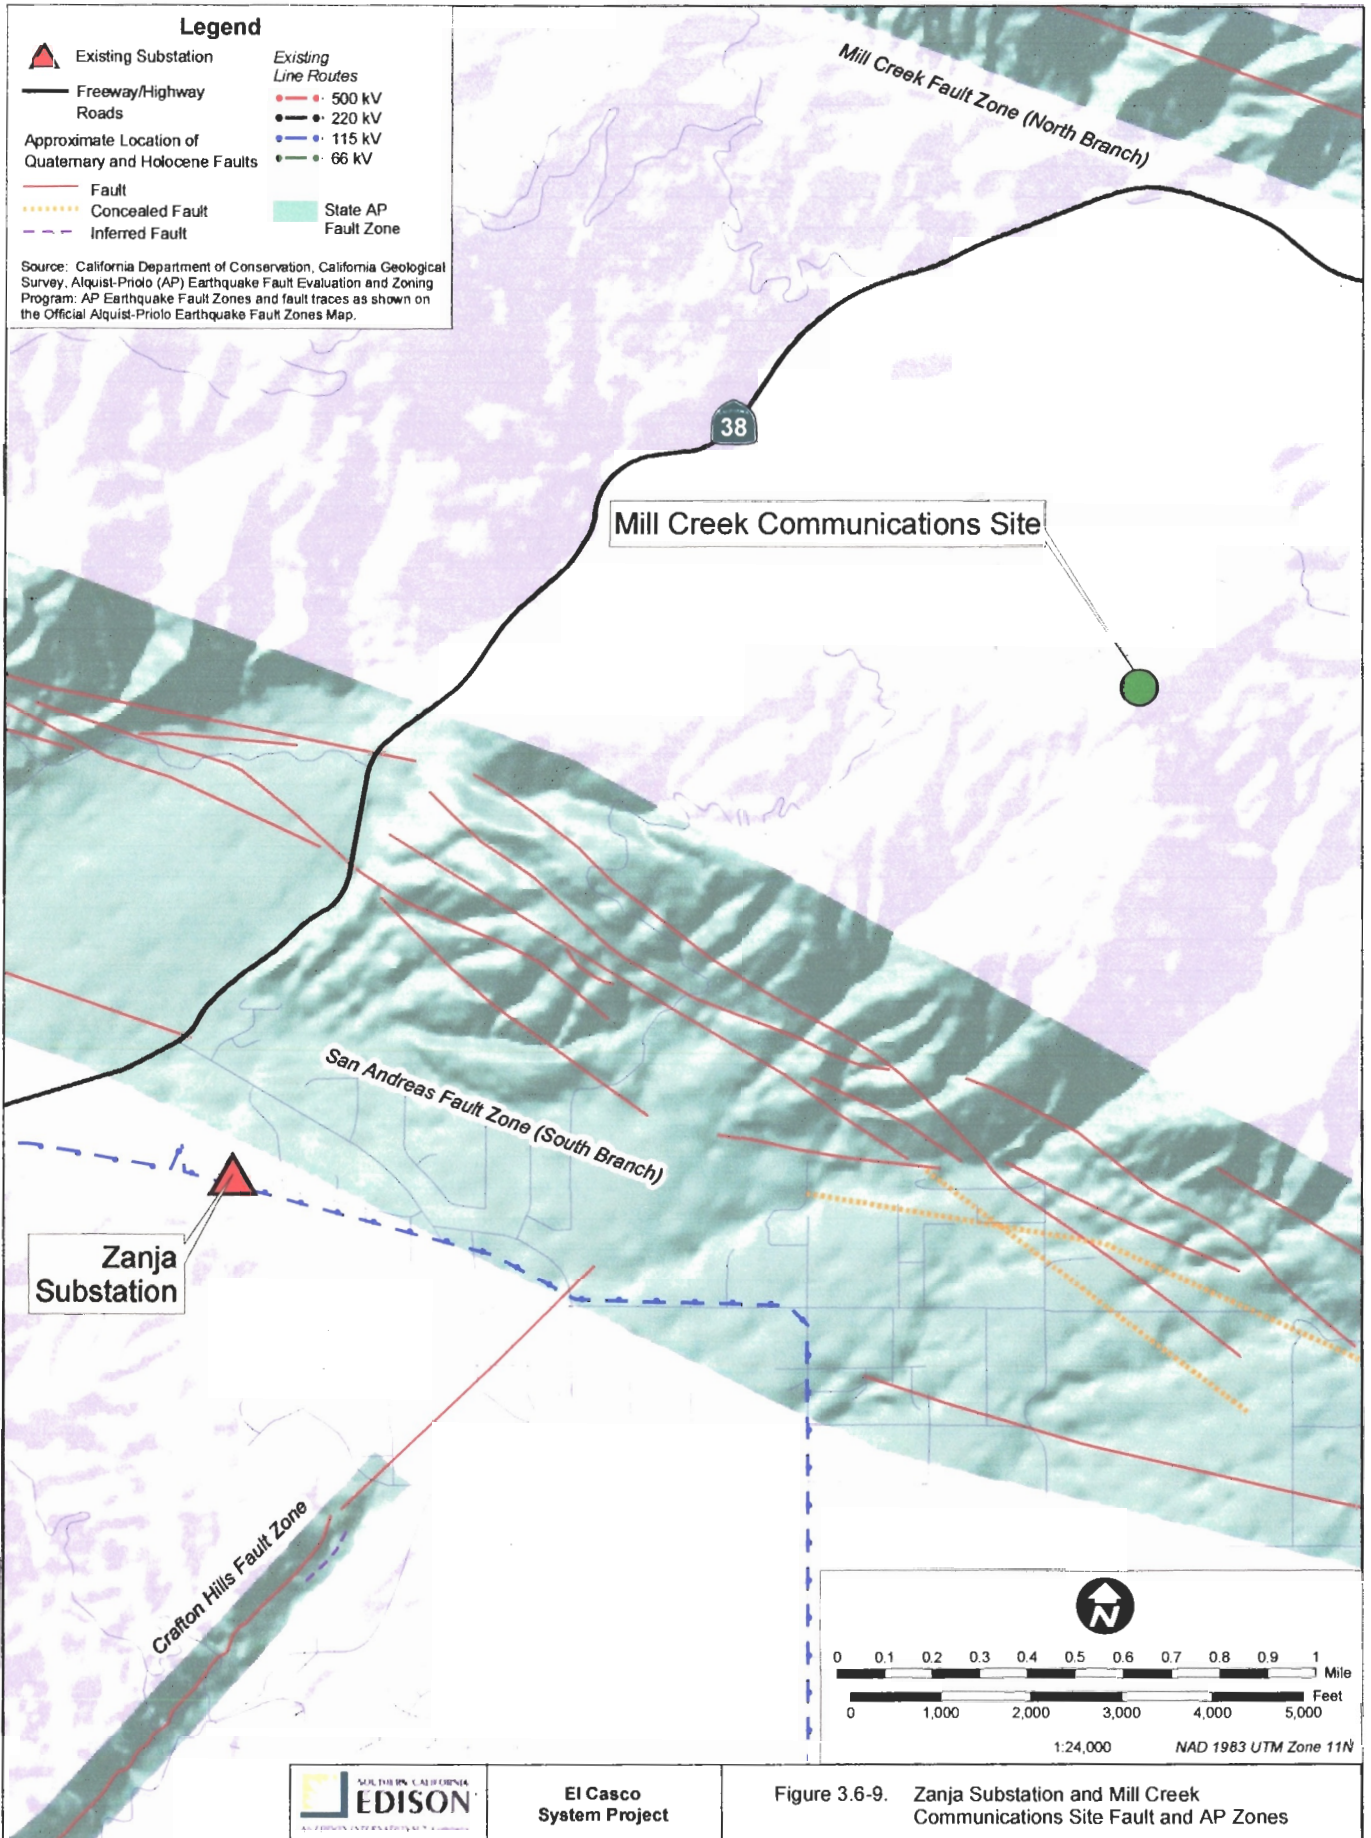 Legend
Existing Substation
Freeway/Highway
Roads
Approximate Location of
Quaternary and Holocene Faults
Fault
Concealed Fault
Inferred Fault
Existing
Line Routes
500 kV
220 kV
115 kV
66 kV
State AP
Fault Zone
Source: California Department of Conservation, California Geological
Survey, Alquist-Priolo (AP) Earthquake Fault Evaluation and Zoning
Program: AP Earthquake Fault Zones and fault traces as shown on
the Official Alquist-Priolo Earthquake Fault Zones Map.
Mill Creek Fault Zone (North Branch)
38
Mill Creek Communications Site
San Andreas Fault Zone (South Branch)
Zanja
Substation
Crafton Hills Fault Zone
N
0 0.1 0.2 0.3 0.4 0.5 0.6 0.7 0.8 0.9 1
Mile
Feet
0 1,000 2,000 3,000 4,000 5,000
1:24,000 NAD 1983 UTM Zone 11N
SOUTHERN CALIFORNIA
EDISON
An EDISON INTERNATIONAL Company
El Casco
System Project
Figure 3.6-9. Zanja Substation and Mill Creek
Communications Site Fault and AP Zones